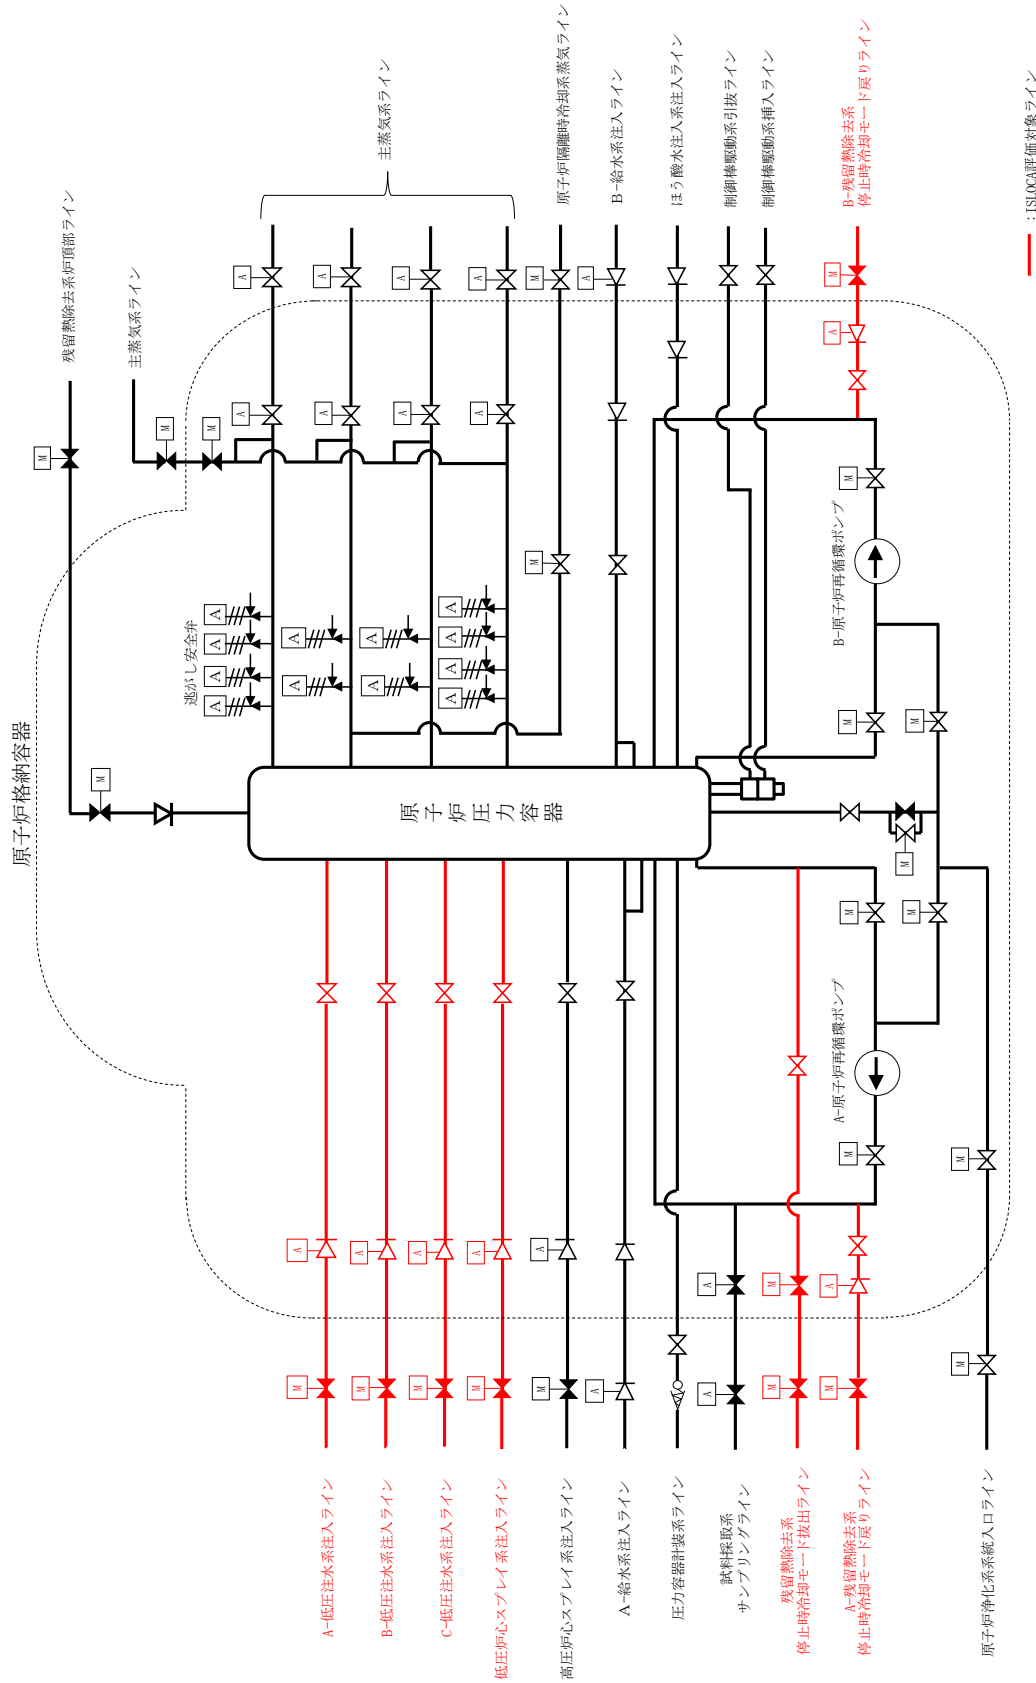 原子炉格納容器
残留熱除去系炉頂部ライン
主蒸気系ライン
主蒸気系ライン
原子炉隔離時冷却系蒸気ライン
B-給水系注入ライン
ほう酸水注入系注入ライン
制御棒駆動系引抜ライン
制御棒駆動系挿入ライン
B-残留熱除去系
停止時冷却モード戻りライン
:ISLOCA評価対象ライン
M
M
M
A
A
A
A
M
A
M
A
A
A
A
A
M
M
M
逃がし安全弁
A
A
A
A
A
A
A
A
A
A
A
A
B-原子炉再循環ポンプ
M
M
M
原子炉圧力容器
M
M
M
A-原子炉再循環ポンプ
M
M
A
A
A
A
A
A
M
A
M
M
M
M
M
A
A
M
M
M
A-低圧注水系注入ライン
B-低圧注水系注入ライン
C-低圧注水系注入ライン
低圧炉心スプレイ系注入ライン
高圧炉心スプレイ系注入ライン
A-給水系注入ライン
圧力容器計装系ライン
試料採取系
サンプリングライン
残留熱除去系
停止時冷却モード抜出ライン
A-残留熱除去系
停止時冷却モード戻りライン
原子炉浄化系系統入口ライン